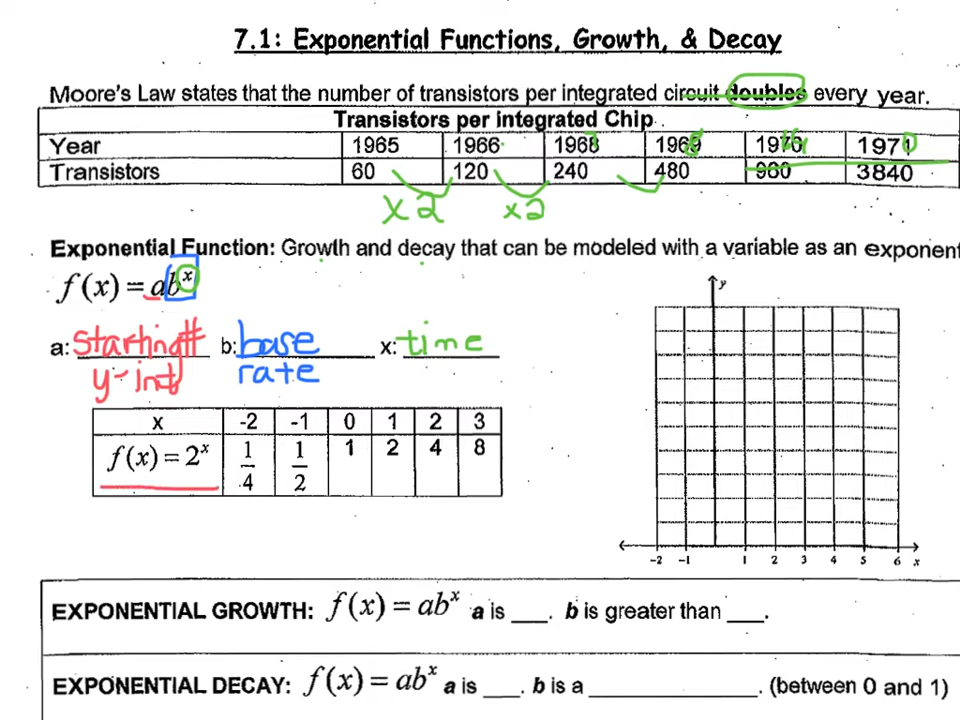 7.1: Exponential Functions, Growth, & Decay
Moore's Law states that the number of transistors per integrated circuit doubles every year.
Transistors per Integrated Chip
Year 1965 1966 1968 1969 1971
Transistors 60 120 240 480 980 3840
x2 x2
Exponential Function: Growth and decay that can be modeled with a variable as an exponent
f(x) = ab^x
a: starting # b: base x: time
y-int rate
x -2 -1 0 1 2 3
f(x) = 2^x 1/4 1/2 1 2 4 8
y
-2 -1 1 2 3 4 5 6 x
EXPONENTIAL GROWTH: f(x) = ab^x a is ___. b is greater than ___.
EXPONENTIAL DECAY: f(x) = ab^x a is ___. b is a ______________. (between 0 and 1)